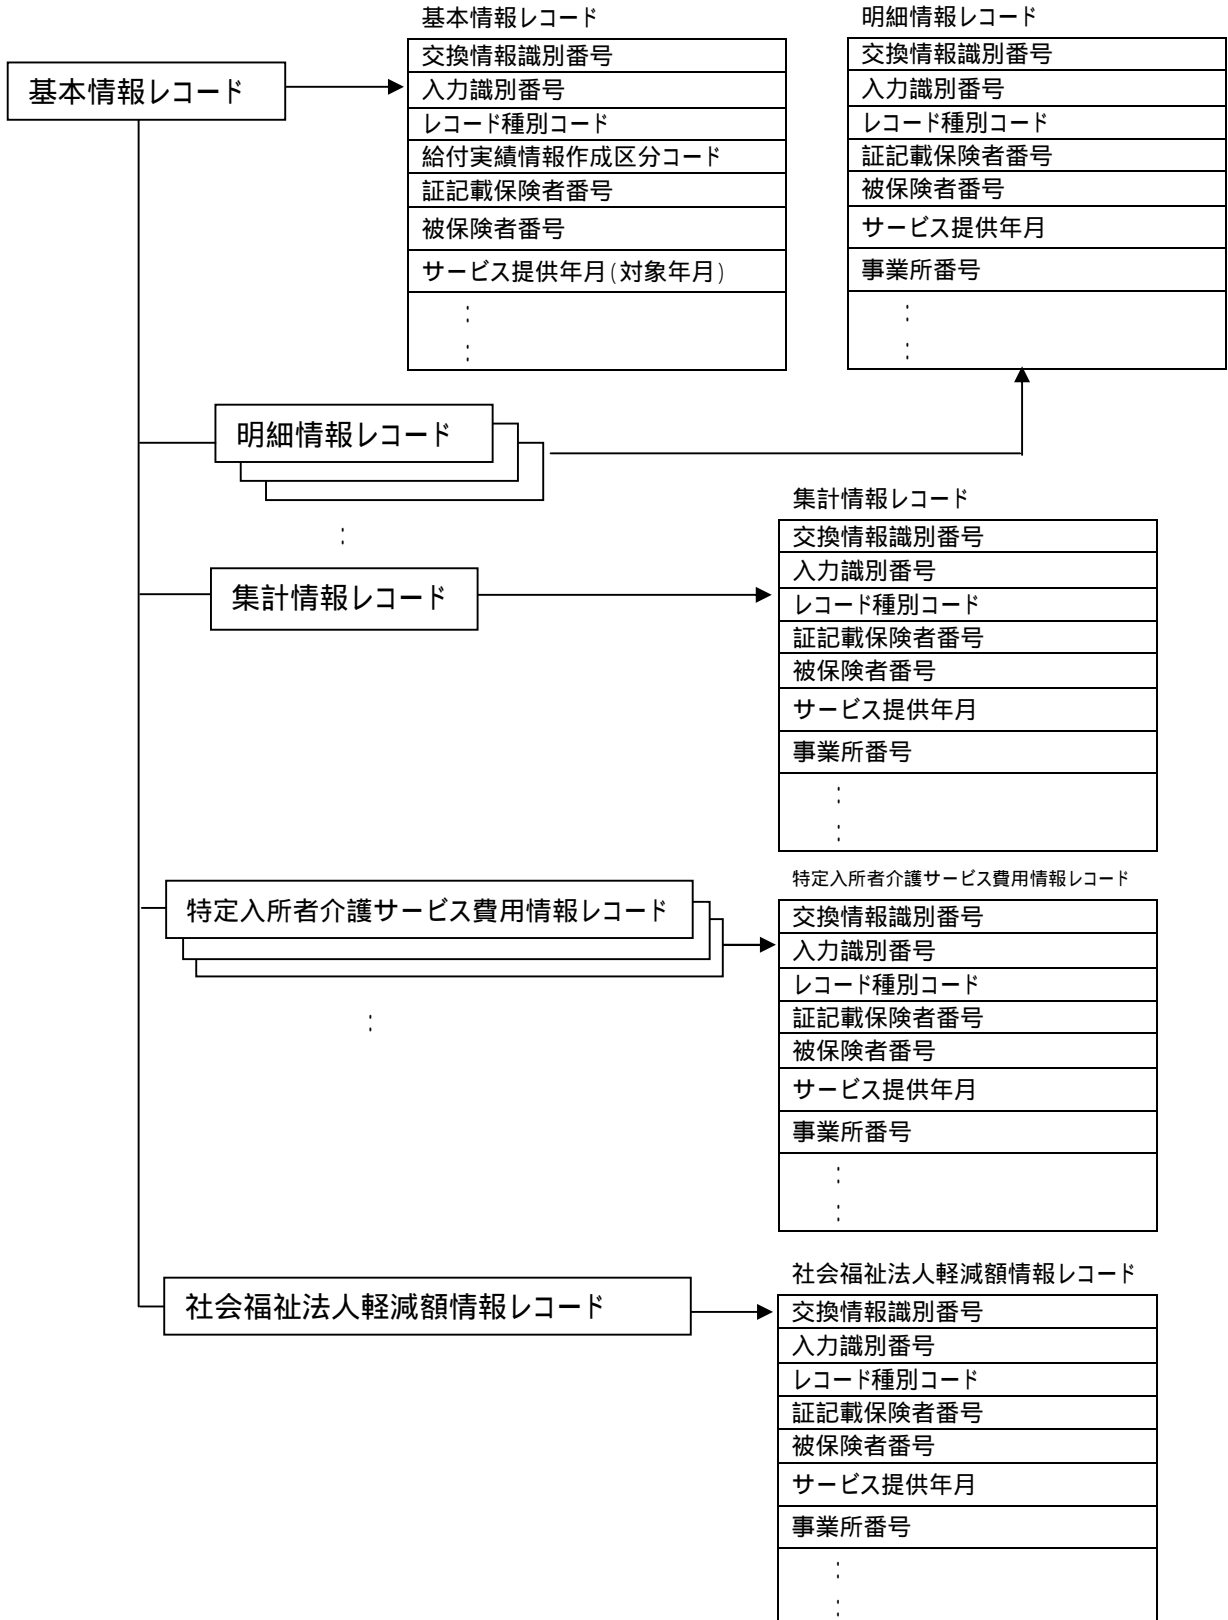 基本情報レコード
基本情報レコード
交換情報識別番号
入力識別番号
レコード種別コード
給付実績情報作成区分コード
証記載保険者番号
被保険者番号
サービス提供年月(対象年月)
:
:
明細情報レコード
交換情報識別番号
入力識別番号
レコード種別コード
証記載保険者番号
被保険者番号
サービス提供年月
事業所番号
:
:
明細情報レコード
:
集計情報レコード
集計情報レコード
交換情報識別番号
入力識別番号
レコード種別コード
証記載保険者番号
被保険者番号
サービス提供年月
事業所番号
:
:
特定入所者介護サービス費用情報レコード
:
特定入所者介護サービス費用情報レコード
交換情報識別番号
入力識別番号
レコード種別コード
証記載保険者番号
被保険者番号
サービス提供年月
事業所番号
:
:
社会福祉法人軽減額情報レコード
社会福祉法人軽減額情報レコード
交換情報識別番号
入力識別番号
レコード種別コード
証記載保険者番号
被保険者番号
サービス提供年月
事業所番号
:
: